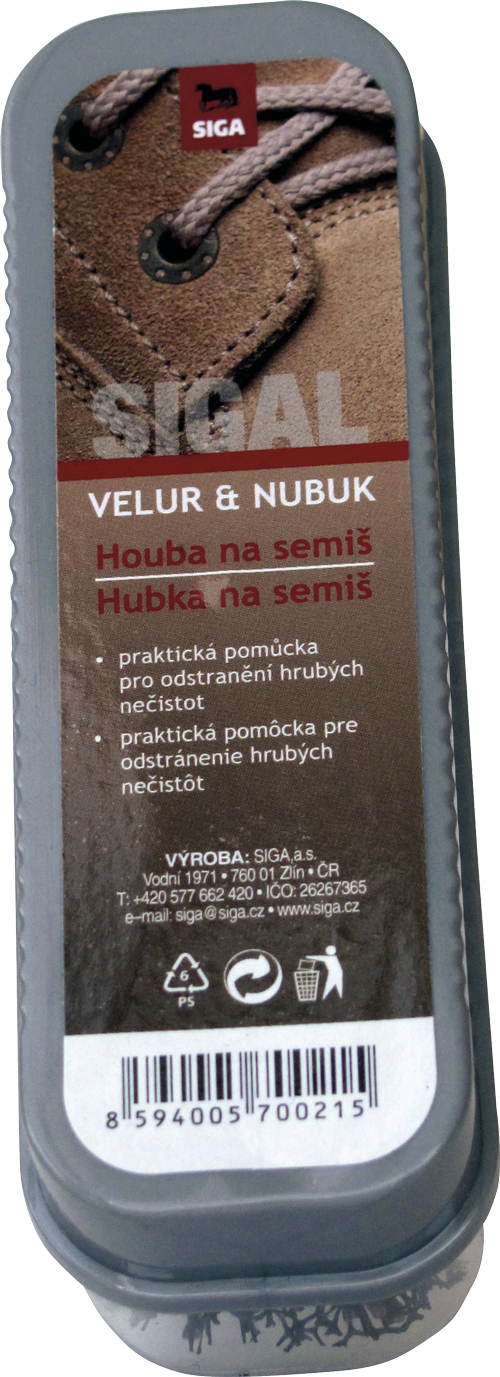 SIGA
SIGAL
VELUR & NUBUK
Houba na semiš
Hubka na semiš
• praktická pomůcka
pro odstranění hrubých
nečistot
• praktická pomôcka pre
odstránenie hrubých
nečistôt
VÝROBA: SIGA,a.s.
Vodní 1971 • 760 01 Zlín • ČR
T: +420 577 662 420 • IČO: 26267365
e-mail: siga@siga.cz • www.siga.cz
6
PS
8 594005 700215